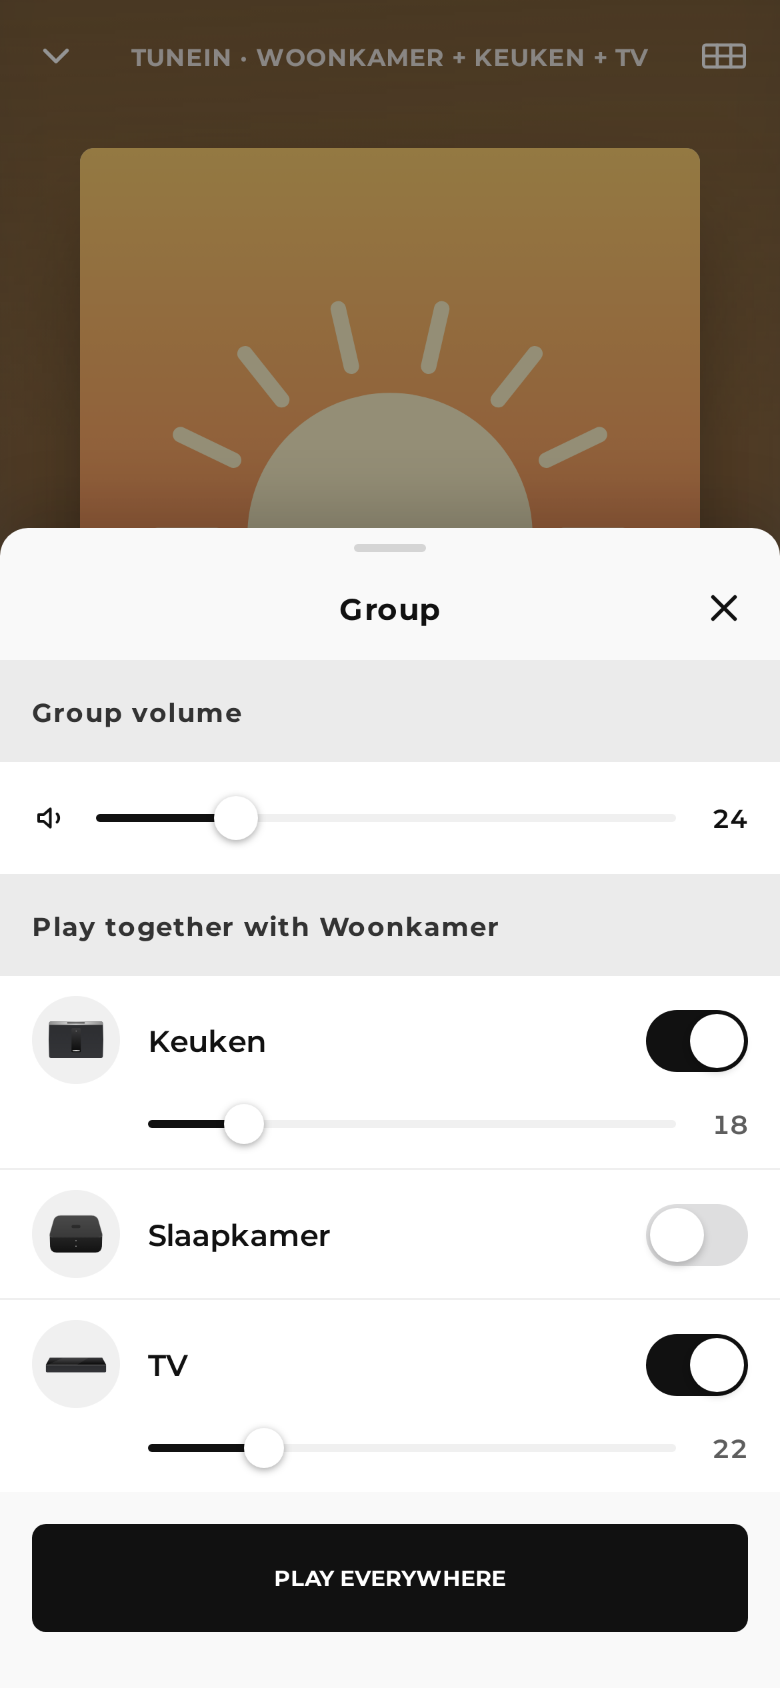 TUNEIN · WOONKAMER + KEUKEN + TV
Group
Group volume
24
Play together with Woonkamer
Keuken
18
Slaapkamer
TV
22
PLAY EVERYWHERE